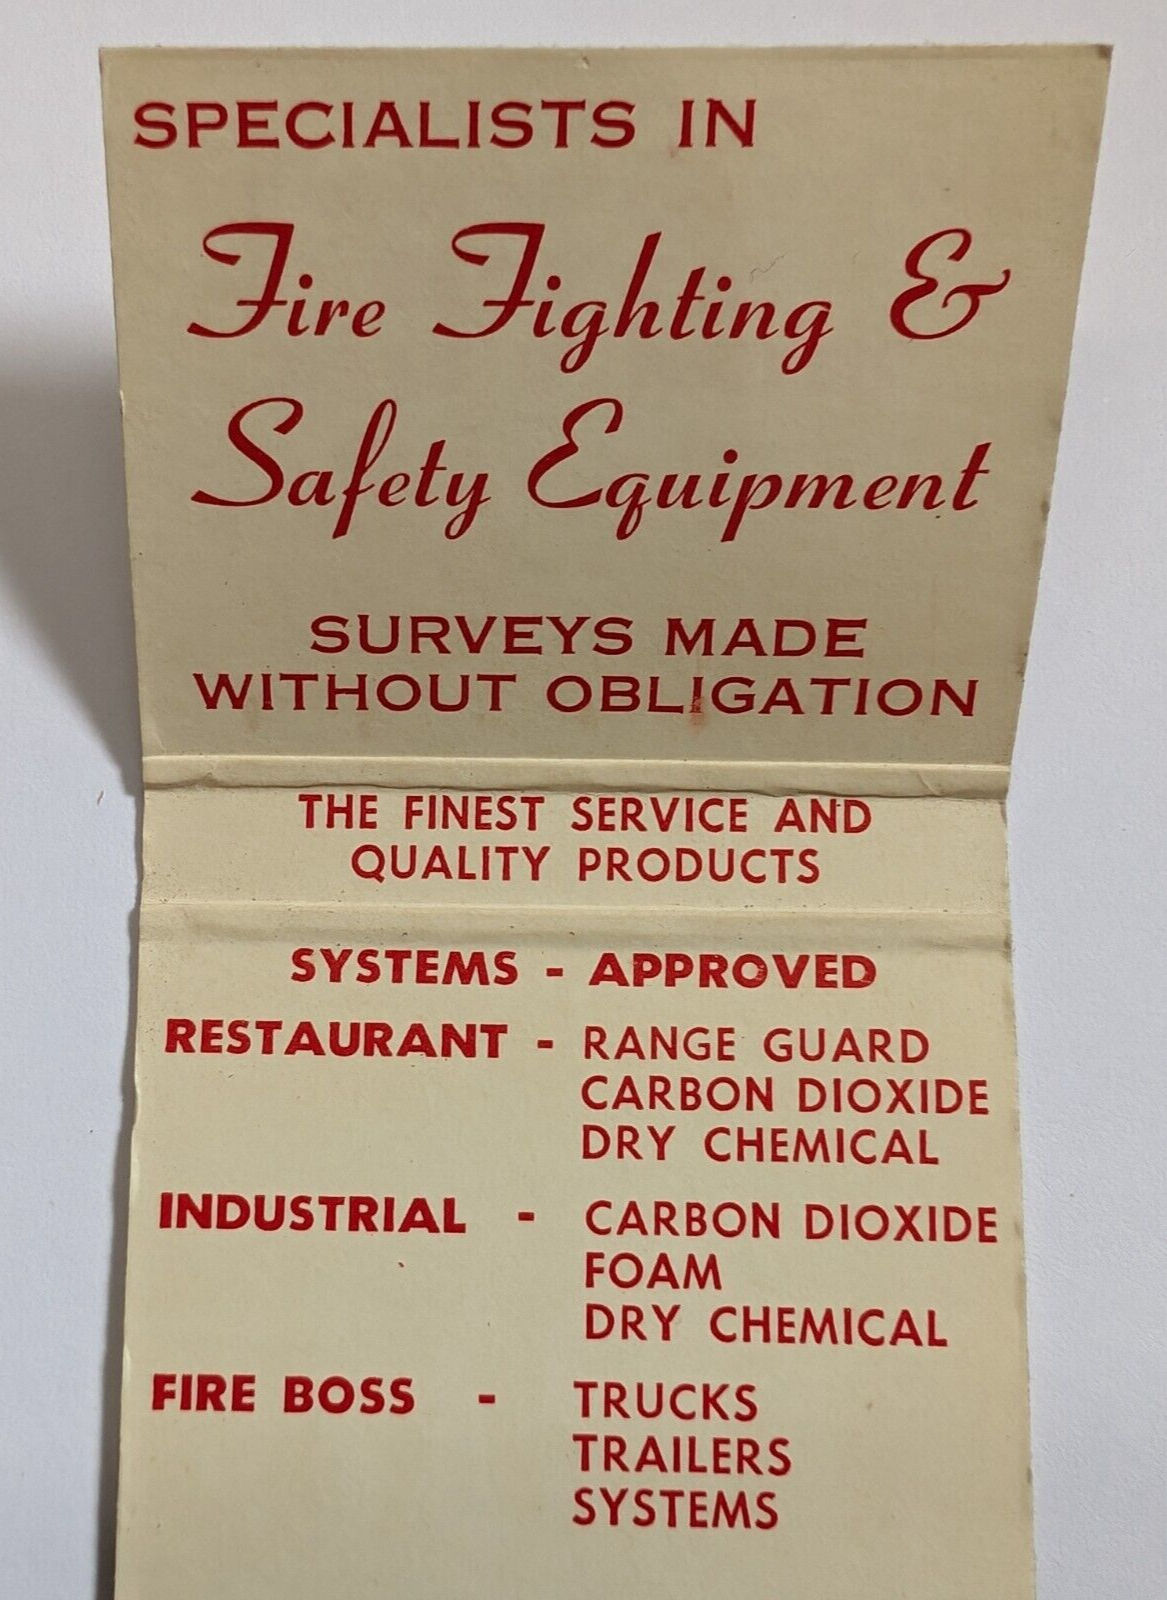 SPECIALISTS IN
Fire Fighting &
Safety Equipment
SURVEYS MADE
WITHOUT OBLIGATION
THE FINEST SERVICE AND
QUALITY PRODUCTS
SYSTEMS - APPROVED
RESTAURANT - RANGE GUARD
CARBON DIOXIDE
DRY CHEMICAL
INDUSTRIAL - CARBON DIOXIDE
FOAM
DRY CHEMICAL
FIRE BOSS - TRUCKS
TRAILERS
SYSTEMS